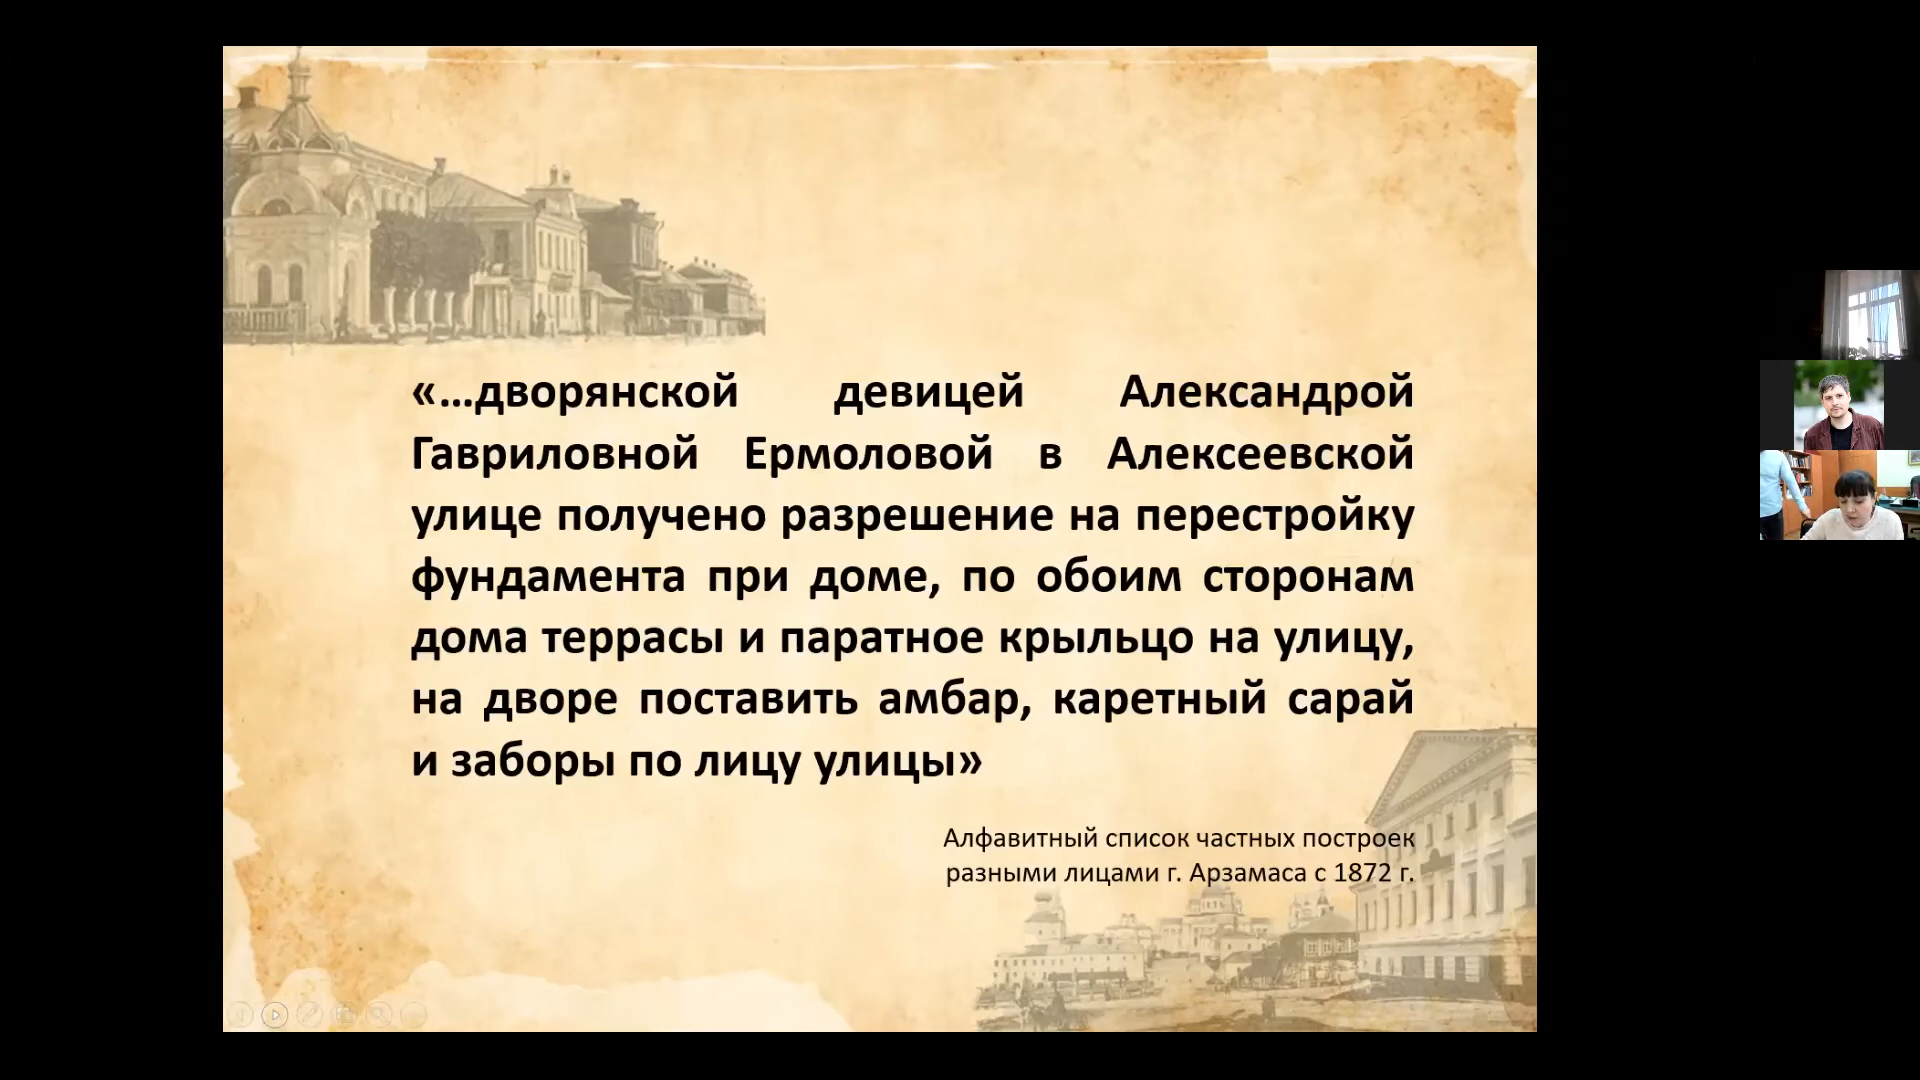 «…дворянской девицей Александрой
Гавриловной Ермоловой в Алексеевской
улице получено разрешение на перестройку
фундамента при доме, по обоим сторонам
дома террасы и паратное крыльцо на улицу,
на дворе поставить амбар, каретный сарай
и заборы по лицу улицы»
Алфавитный список частных построек
разными лицами г. Арзамаса с 1872 г.